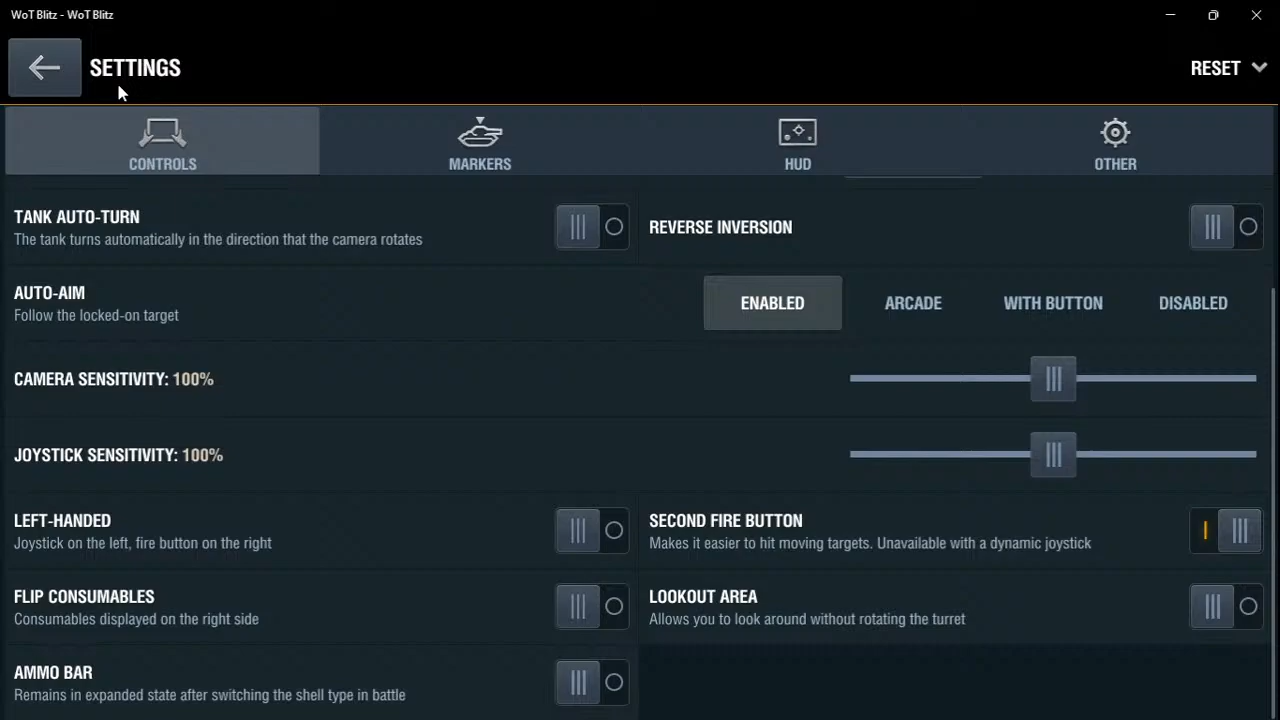 WoT Blitz - WoT Blitz
SETTINGS
RESET
CONTROLS
MARKERS
HUD
OTHER
TANK AUTO-TURN
The tank turns automatically in the direction that the camera rotates
REVERSE INVERSION
AUTO-AIM
Follow the locked-on target
ENABLED
ARCADE
WITH BUTTON
DISABLED
CAMERA SENSITIVITY: 100%
JOYSTICK SENSITIVITY: 100%
LEFT-HANDED
Joystick on the left, fire button on the right
SECOND FIRE BUTTON
Makes it easier to hit moving targets. Unavailable with a dynamic joystick
FLIP CONSUMABLES
Consumables displayed on the right side
LOOKOUT AREA
Allows you to look around without rotating the turret
AMMO BAR
Remains in expanded state after switching the shell type in battle